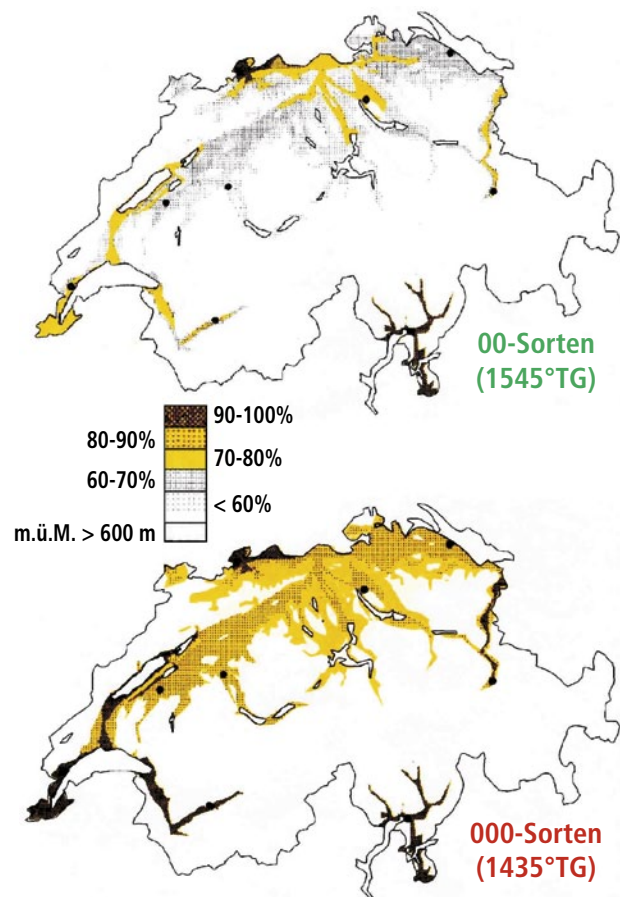 00-Sorten
(1545°TG)
90-100%
80-90%
70-80%
60-70%
< 60%
m.ü.M. > 600 m
000-Sorten
(1435°TG)